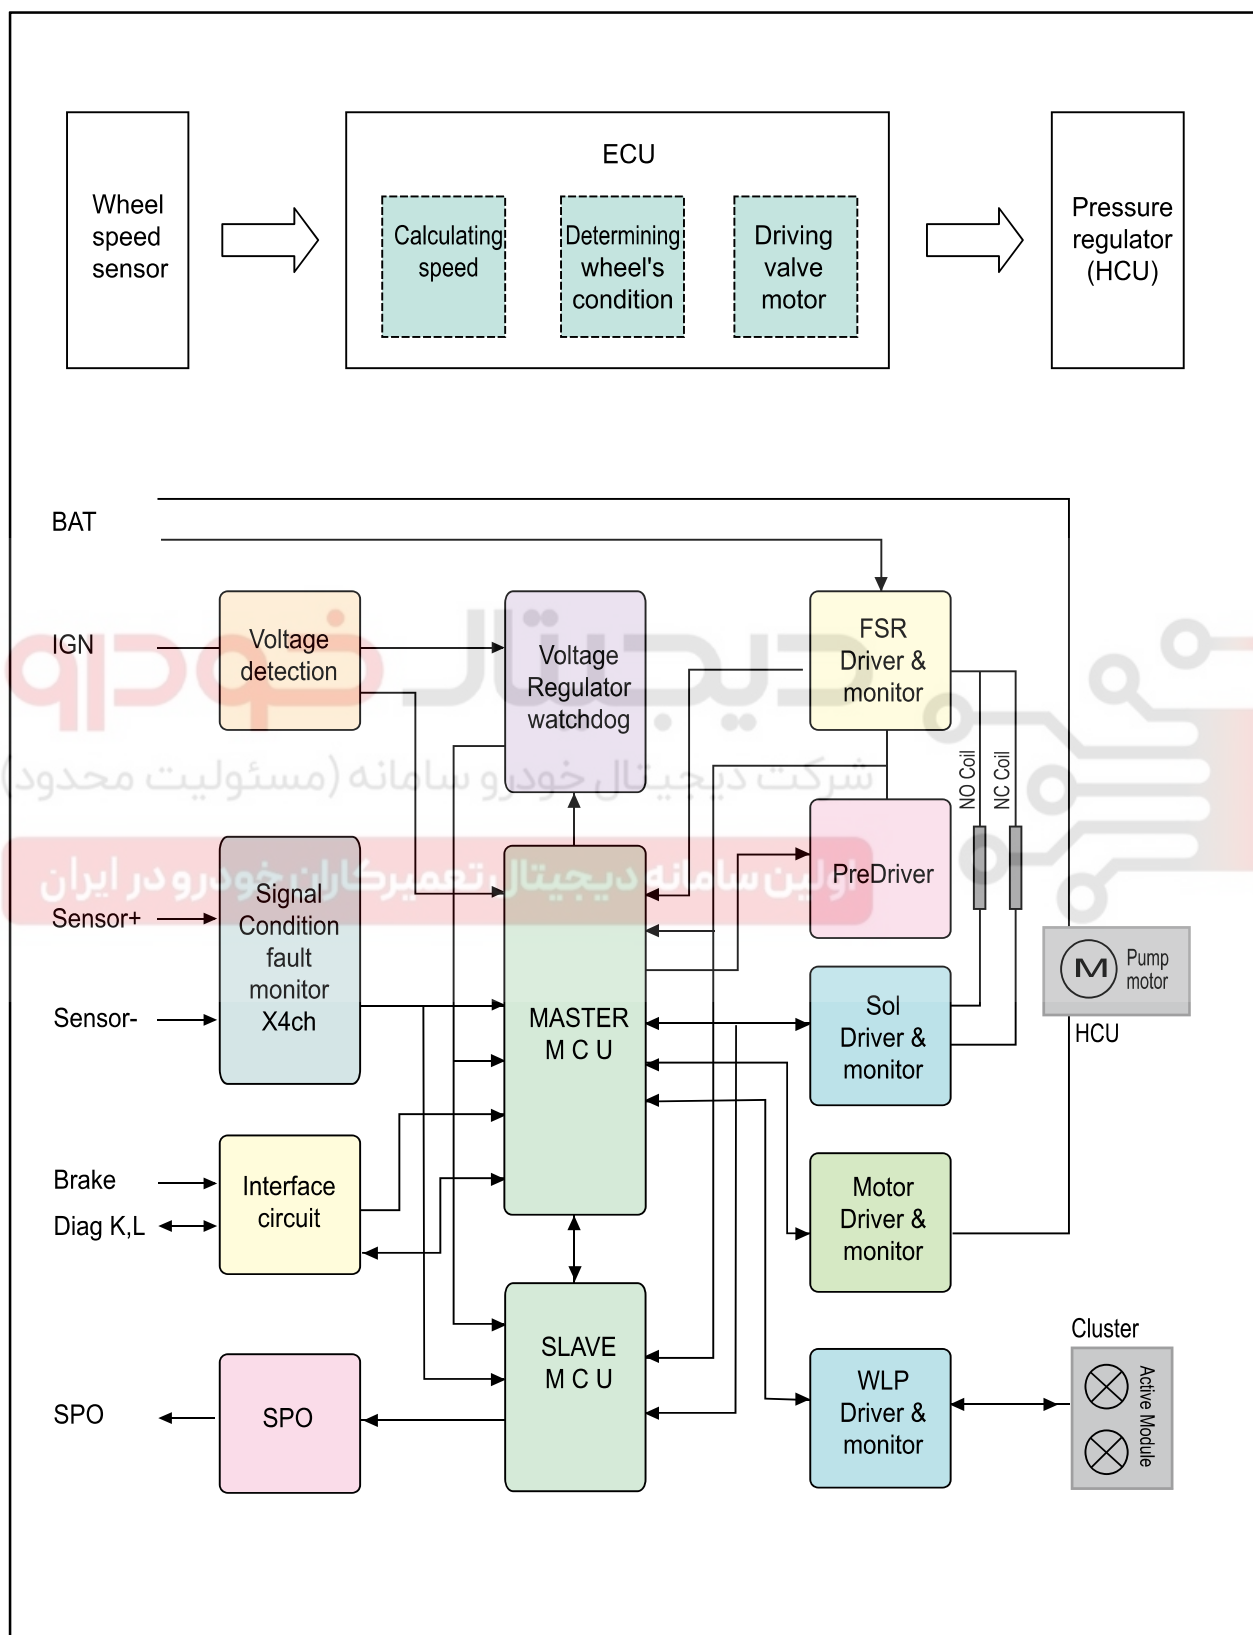 Wheel
speed
sensor
ECU
Calculating
speed
Determining
wheel's
condition
Driving
valve
motor
Pressure
regulator
(HCU)
BAT
IGN
Voltage
detection
Voltage
Regulator
watchdog
FSR
Driver &
monitor
NO Coil
NC Coil
دیجیتال خودرو
شرکت دیجیتال خودرو سامانه (مسئولیت محدود)
اولین سامانه دیجیتال تعمیرکاران خودرو در ایران
PreDriver
Sensor+
Sensor-
Signal
Condition
fault
monitor
X4ch
MASTER
M C U
Sol
Driver &
monitor
M
Pump
motor
HCU
Brake
Diag K,L
Interface
circuit
Motor
Driver &
monitor
SPO
SPO
SLAVE
M C U
WLP
Driver &
monitor
Cluster
Active Module